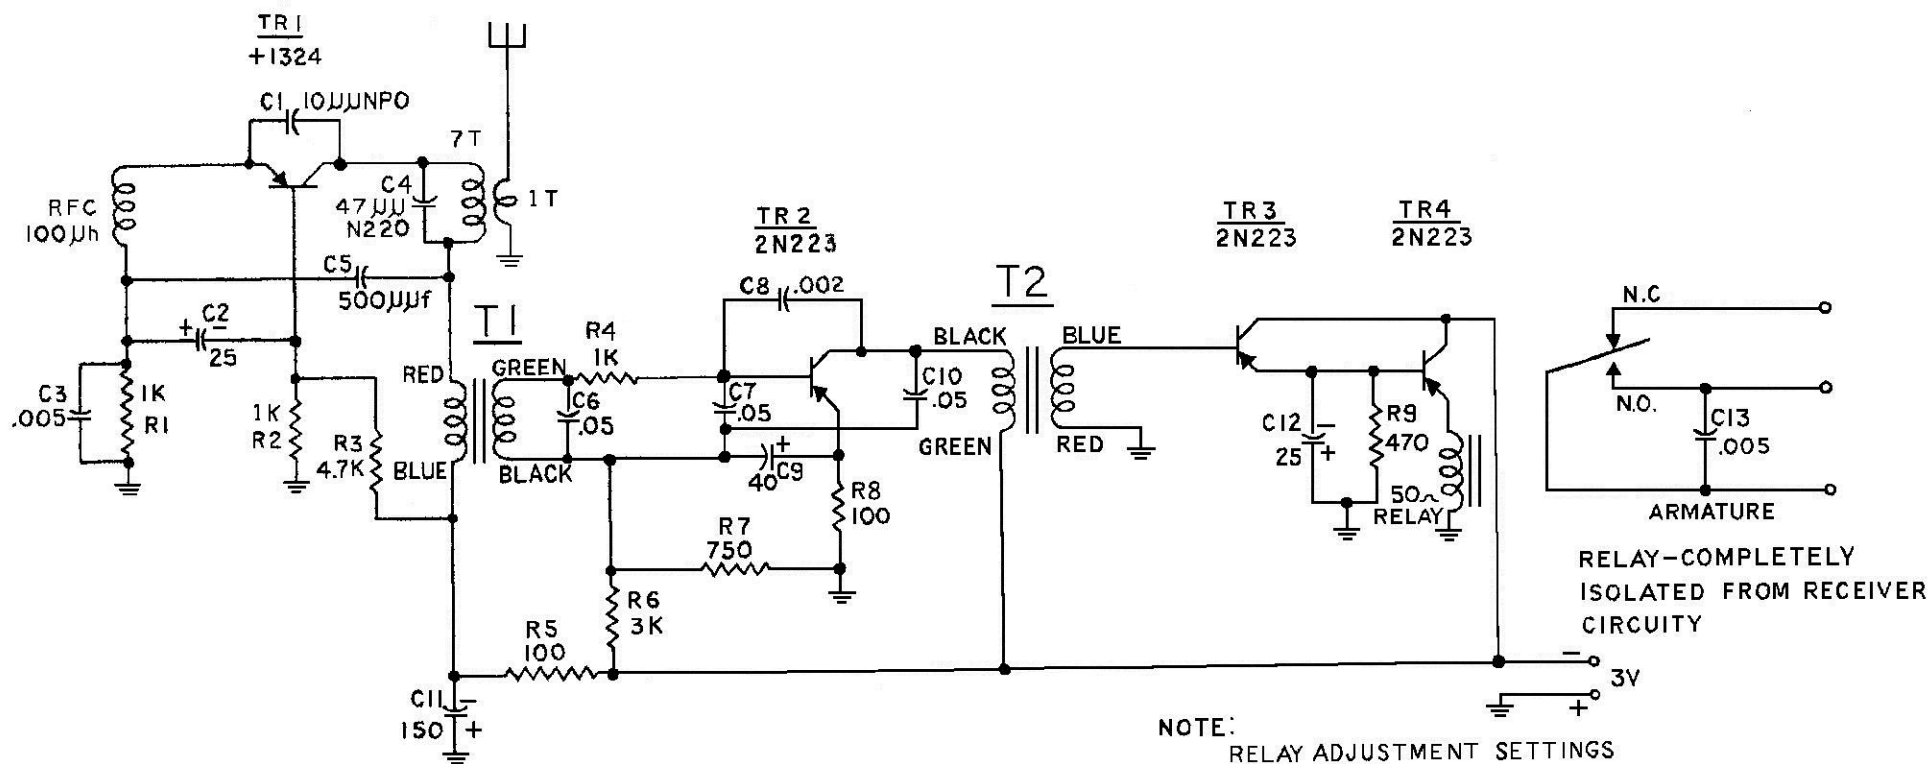 TR1
+1324
C1 10μμNPO
7T
C4
47μμ
N220
1T
RFC
100μh
C5
500μμf
C2
+ -
25
C3
.005
1K
R1
1K
R2
R3
4.7K
T1
RED
BLUE
GREEN
BLACK
R4
1K
C6
.05
TR2
2N223
C8 .002
C7
.05
C10
.05
+
40 C9
R8
100
R7
750
R6
3K
R5
100
C11 -
150 +
T2
BLACK
GREEN
BLUE
RED
TR3
2N223
TR4
2N223
C12 -
25 +
R9
470
50Ω
RELAY
N.C
N.O.
C13
.005
ARMATURE
RELAY-COMPLETELY
ISOLATED FROM RECEIVER
CIRCUITY
-
3V
+
NOTE:
RELAY ADJUSTMENT SETTINGS